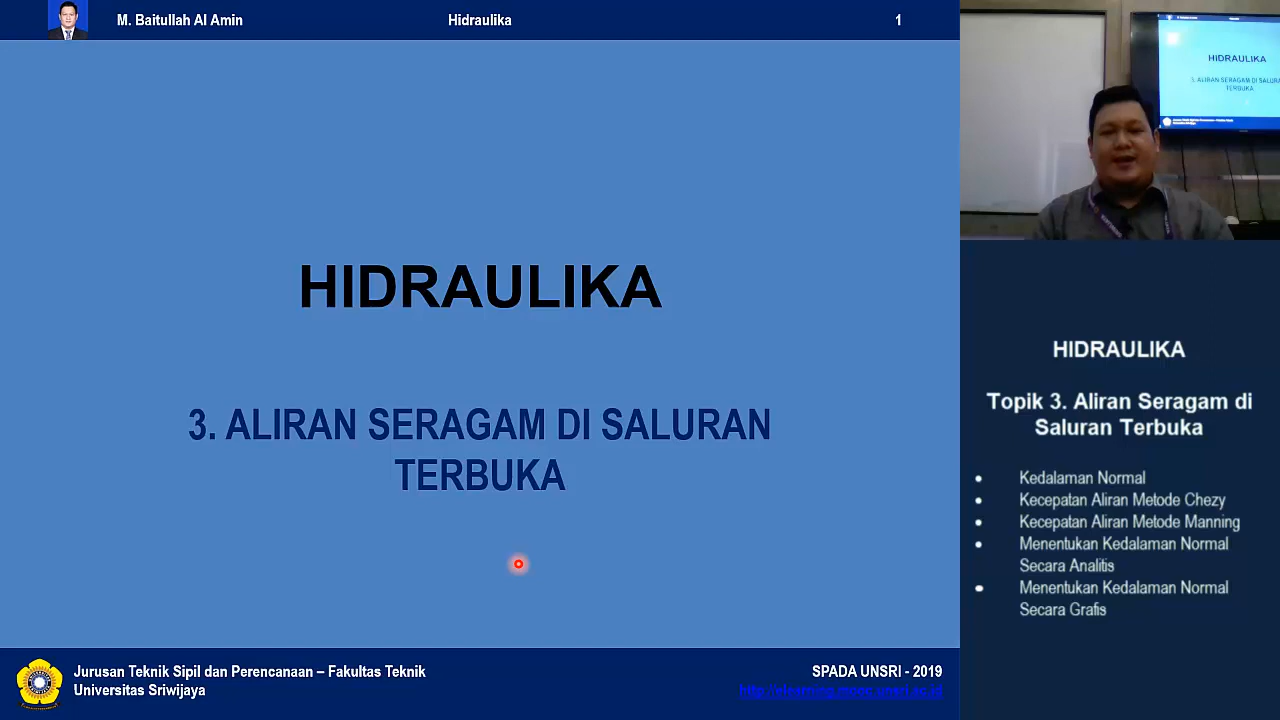 M. Baitullah Al Amin
Hidraulika
1
HIDRAULIKA
3. ALIRAN SERAGAM DI SALURAN
TERBUKA
Jurusan Teknik Sipil dan Perencanaan – Fakultas Teknik
Universitas Sriwijaya
SPADA UNSRI - 2019
http://elearning.mooc.unsri.ac.id
HIDRAULIKA
3. ALIRAN SERAGAM DI SALURA
TERBUKA
HIDRAULIKA
Topik 3. Aliran Seragam di
Saluran Terbuka
• Kedalaman Normal
• Kecepatan Aliran Metode Chezy
• Kecepatan Aliran Metode Manning
• Menentukan Kedalaman Normal
Secara Analitis
• Menentukan Kedalaman Normal
Secara Grafis